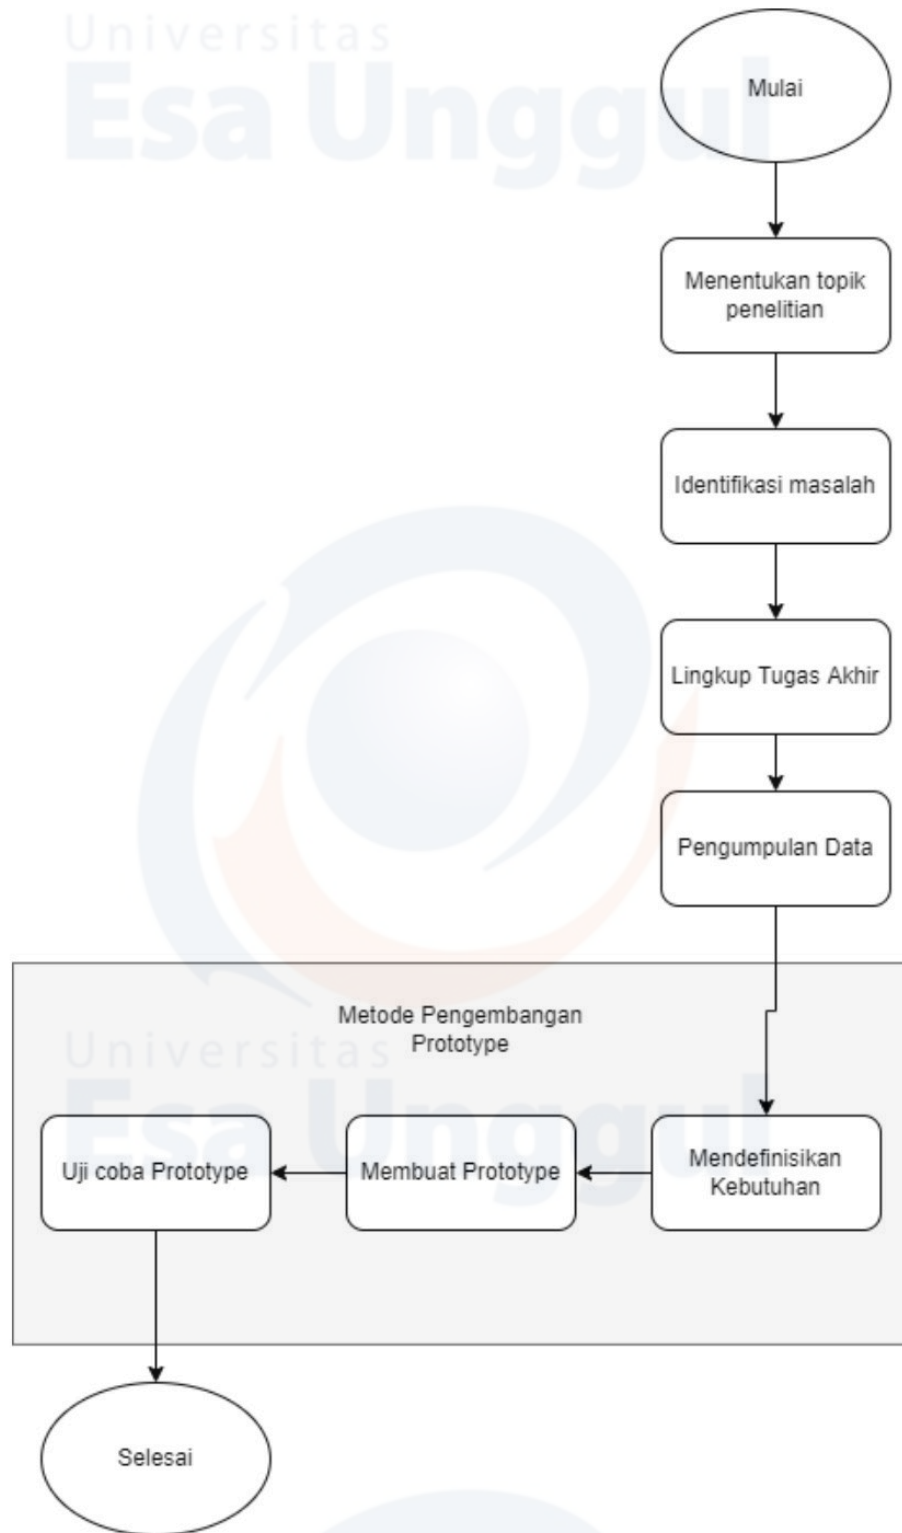 Universitas
Esa Unggul
Mulai
Menentukan topik
penelitian
Identifikasi masalah
Lingkup Tugas Akhir
Pengumpulan Data
Metode Pengembangan
Prototype
Universitas
Esa Unggul
Uji coba Prototype
Membuat Prototype
Mendefinisikan
Kebutuhan
Selesai